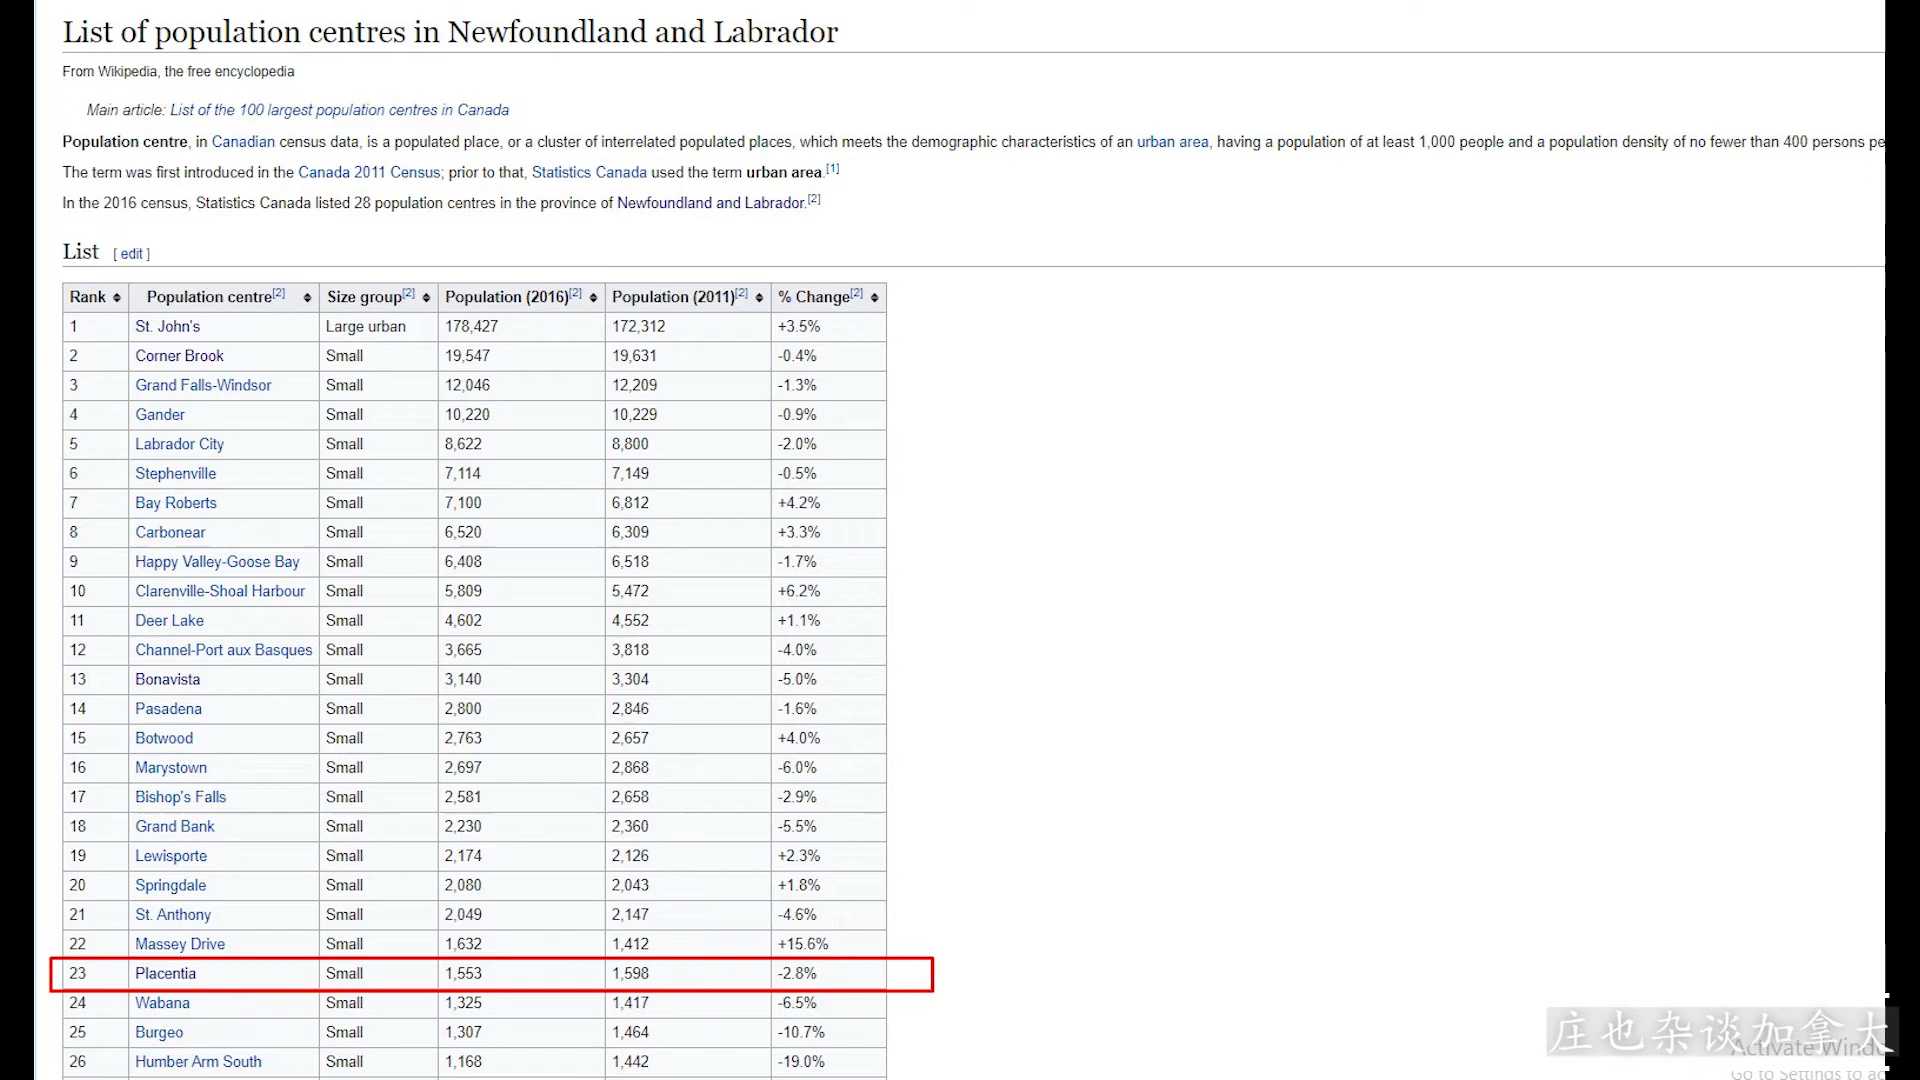 List of population centres in Newfoundland and Labrador
From Wikipedia, the free encyclopedia
Main article: List of the 100 largest population centres in Canada
Population centre, in Canadian census data, is a populated place, or a cluster of interrelated populated places, which meets the demographic characteristics of an urban area, having a population of at least 1,000 people and a population density of no fewer than 400 persons pe
The term was first introduced in the Canada 2011 Census; prior to that, Statistics Canada used the term urban area.[1]
In the 2016 census, Statistics Canada listed 28 population centres in the province of Newfoundland and Labrador.[2]
List [ edit ]
Rank Population centre[2] Size group[2] Population (2016)[2] Population (2011)[2] % Change[2]
1 St. John's Large urban 178,427 172,312 +3.5%
2 Corner Brook Small 19,547 19,631 -0.4%
3 Grand Falls-Windsor Small 12,046 12,209 -1.3%
4 Gander Small 10,220 10,229 -0.9%
5 Labrador City Small 8,622 8,800 -2.0%
6 Stephenville Small 7,114 7,149 -0.5%
7 Bay Roberts Small 7,100 6,812 +4.2%
8 Carbonear Small 6,520 6,309 +3.3%
9 Happy Valley-Goose Bay Small 6,408 6,518 -1.7%
10 Clarenville-Shoal Harbour Small 5,809 5,472 +6.2%
11 Deer Lake Small 4,602 4,552 +1.1%
12 Channel-Port aux Basques Small 3,665 3,818 -4.0%
13 Bonavista Small 3,140 3,304 -5.0%
14 Pasadena Small 2,800 2,846 -1.6%
15 Botwood Small 2,763 2,657 +4.0%
16 Marystown Small 2,697 2,868 -6.0%
17 Bishop's Falls Small 2,581 2,658 -2.9%
18 Grand Bank Small 2,230 2,360 -5.5%
19 Lewisporte Small 2,174 2,126 +2.3%
20 Springdale Small 2,080 2,043 +1.8%
21 St. Anthony Small 2,049 2,147 -4.6%
22 Massey Drive Small 1,632 1,412 +15.6%
23 Placentia Small 1,553 1,598 -2.8%
24 Wabana Small 1,325 1,417 -6.5%
25 Burgeo Small 1,307 1,464 -10.7%
26 Humber Arm South Small 1,168 1,442 -19.0%
庄也杂谈加拿大
Activate Windo
Go to Settings to ac